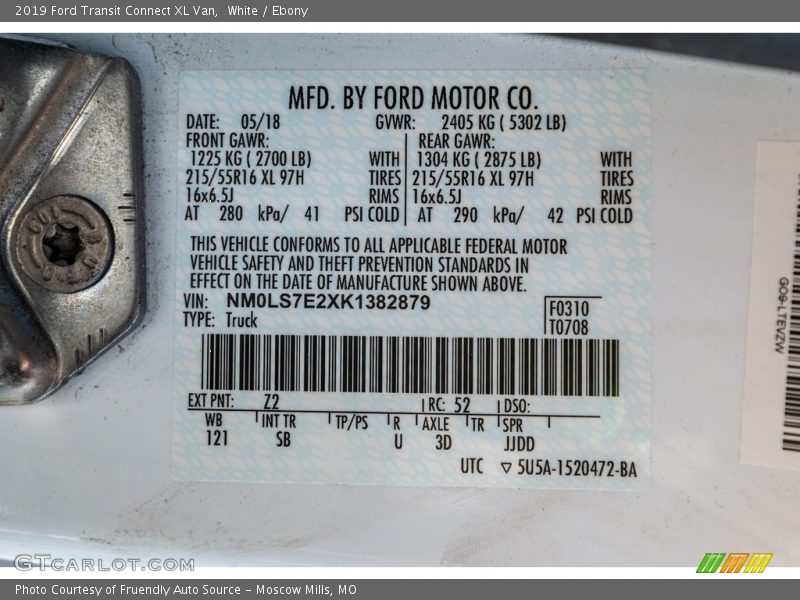 2019 Ford Transit Connect XL Van, White / Ebony
MFD. BY FORD MOTOR CO.
DATE: 05/18 GVWR: 2405 KG ( 5302 LB)
FRONT GAWR: REAR GAWR:
1225 KG ( 2700 LB) WITH 1304 KG ( 2875 LB) WITH
215/55R16 XL 97H TIRES 215/55R16 XL 97H TIRES
16x6.5J RIMS 16x6.5J RIMS
AT 280 kPa/ 41 PSI COLD AT 290 kPa/ 42 PSI COLD
THIS VEHICLE CONFORMS TO ALL APPLICABLE FEDERAL MOTOR
VEHICLE SAFETY AND THEFT PREVENTION STANDARDS IN
EFFECT ON THE DATE OF MANUFACTURE SHOWN ABOVE.
VIN: NM0LS7E2XK1382879
TYPE: Truck
F0310
T0708
EXT PNT: Z2 RC: 52 DSO:
WB INT TR TP/PS R AXLE TR SPR
121 SB U 3D JJDD
UTC ▽ 5U5A-1520472-BA
GO9-LTEVZW
GTCarLot.com
Photo Courtesy of Fruendly Auto Source - Moscow Mills, MO